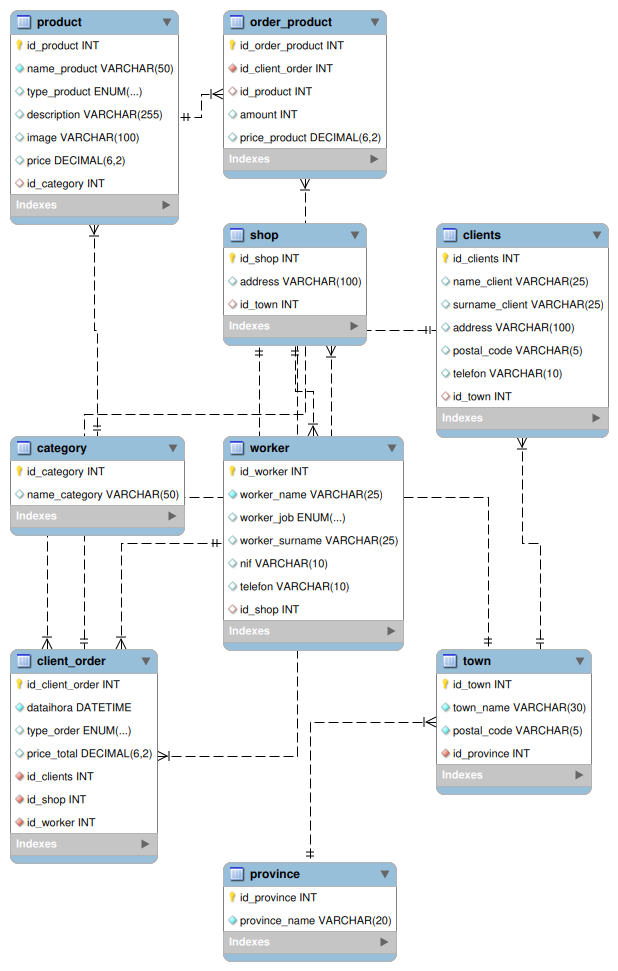 product
id_product INT
name_product VARCHAR(50)
type_product ENUM(...)
description VARCHAR(255)
image VARCHAR(100)
price DECIMAL(6,2)
id_category INT
Indexes
order_product
id_order_product INT
id_client_order INT
id_product INT
amount INT
price_product DECIMAL(6,2)
Indexes
shop
id_shop INT
address VARCHAR(100)
id_town INT
Indexes
clients
id_clients INT
name_client VARCHAR(25)
surname_client VARCHAR(25)
address VARCHAR(100)
postal_code VARCHAR(5)
telefon VARCHAR(10)
id_town INT
Indexes
category
id_category INT
name_category VARCHAR(50)
Indexes
worker
id_worker INT
worker_name VARCHAR(25)
worker_job ENUM(...)
worker_surname VARCHAR(25)
nif VARCHAR(10)
telefon VARCHAR(10)
id_shop INT
Indexes
client_order
id_client_order INT
dataihora DATETIME
type_order ENUM(...)
price_total DECIMAL(6,2)
id_clients INT
id_shop INT
id_worker INT
Indexes
town
id_town INT
town_name VARCHAR(30)
postal_code VARCHAR(5)
id_province INT
Indexes
province
id_province INT
province_name VARCHAR(20)
Indexes